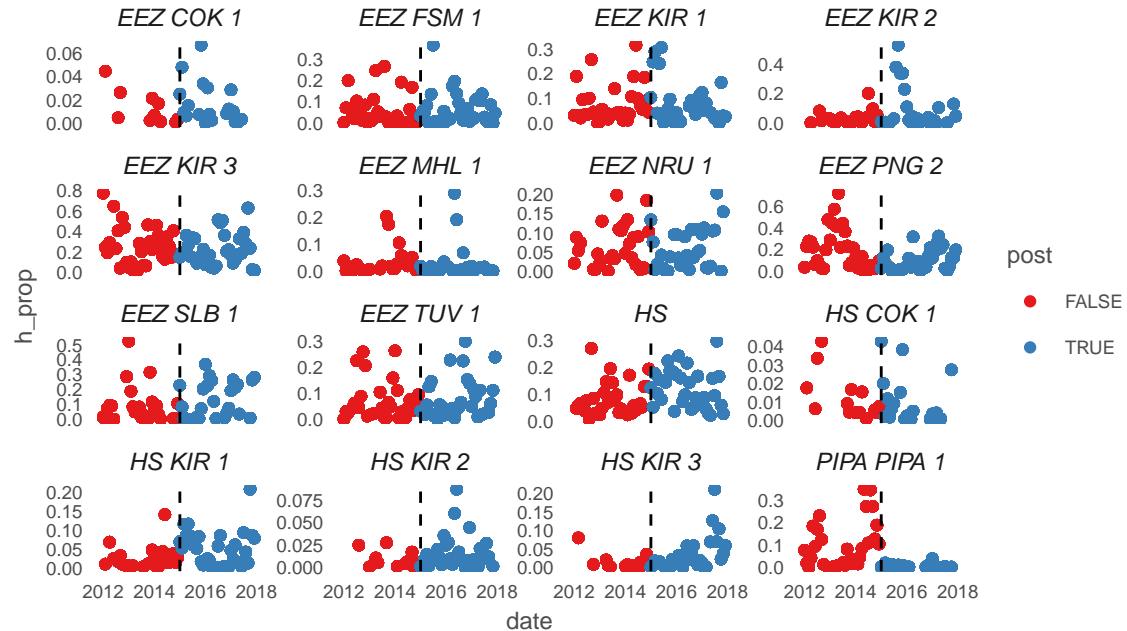 EEZ COK 1 EEZ FSM 1 EEZ KIR 1 EEZ KIR 2
0.06 0.04 0.02 0.00
0.3 0.2 0.1 0.0
0.3 0.2 0.1 0.0
0.4 0.2 0.0
EEZ KIR 3 EEZ MHL 1 EEZ NRU 1 EEZ PNG 2
0.8 0.6 0.4 0.2 0.0
0.3 0.2 0.1 0.0
0.20 0.15 0.10 0.05 0.00
0.6 0.4 0.2 0.0
EEZ SLB 1 EEZ TUV 1 HS HS COK 1
0.5 0.4 0.3 0.2 0.1 0.0
0.3 0.2 0.1 0.0
0.3 0.2 0.1 0.0
0.04 0.03 0.02 0.01 0.00
HS KIR 1 HS KIR 2 HS KIR 3 PIPA PIPA 1
0.20 0.15 0.10 0.05 0.00
0.075 0.050 0.025 0.000
0.20 0.15 0.10 0.05 0.00
0.3 0.2 0.1 0.0
2012 2014 2016 2018 2012 2014 2016 2018 2012 2014 2016 2018 2012 2014 2016 2018
date
h_prop
post
FALSE
TRUE